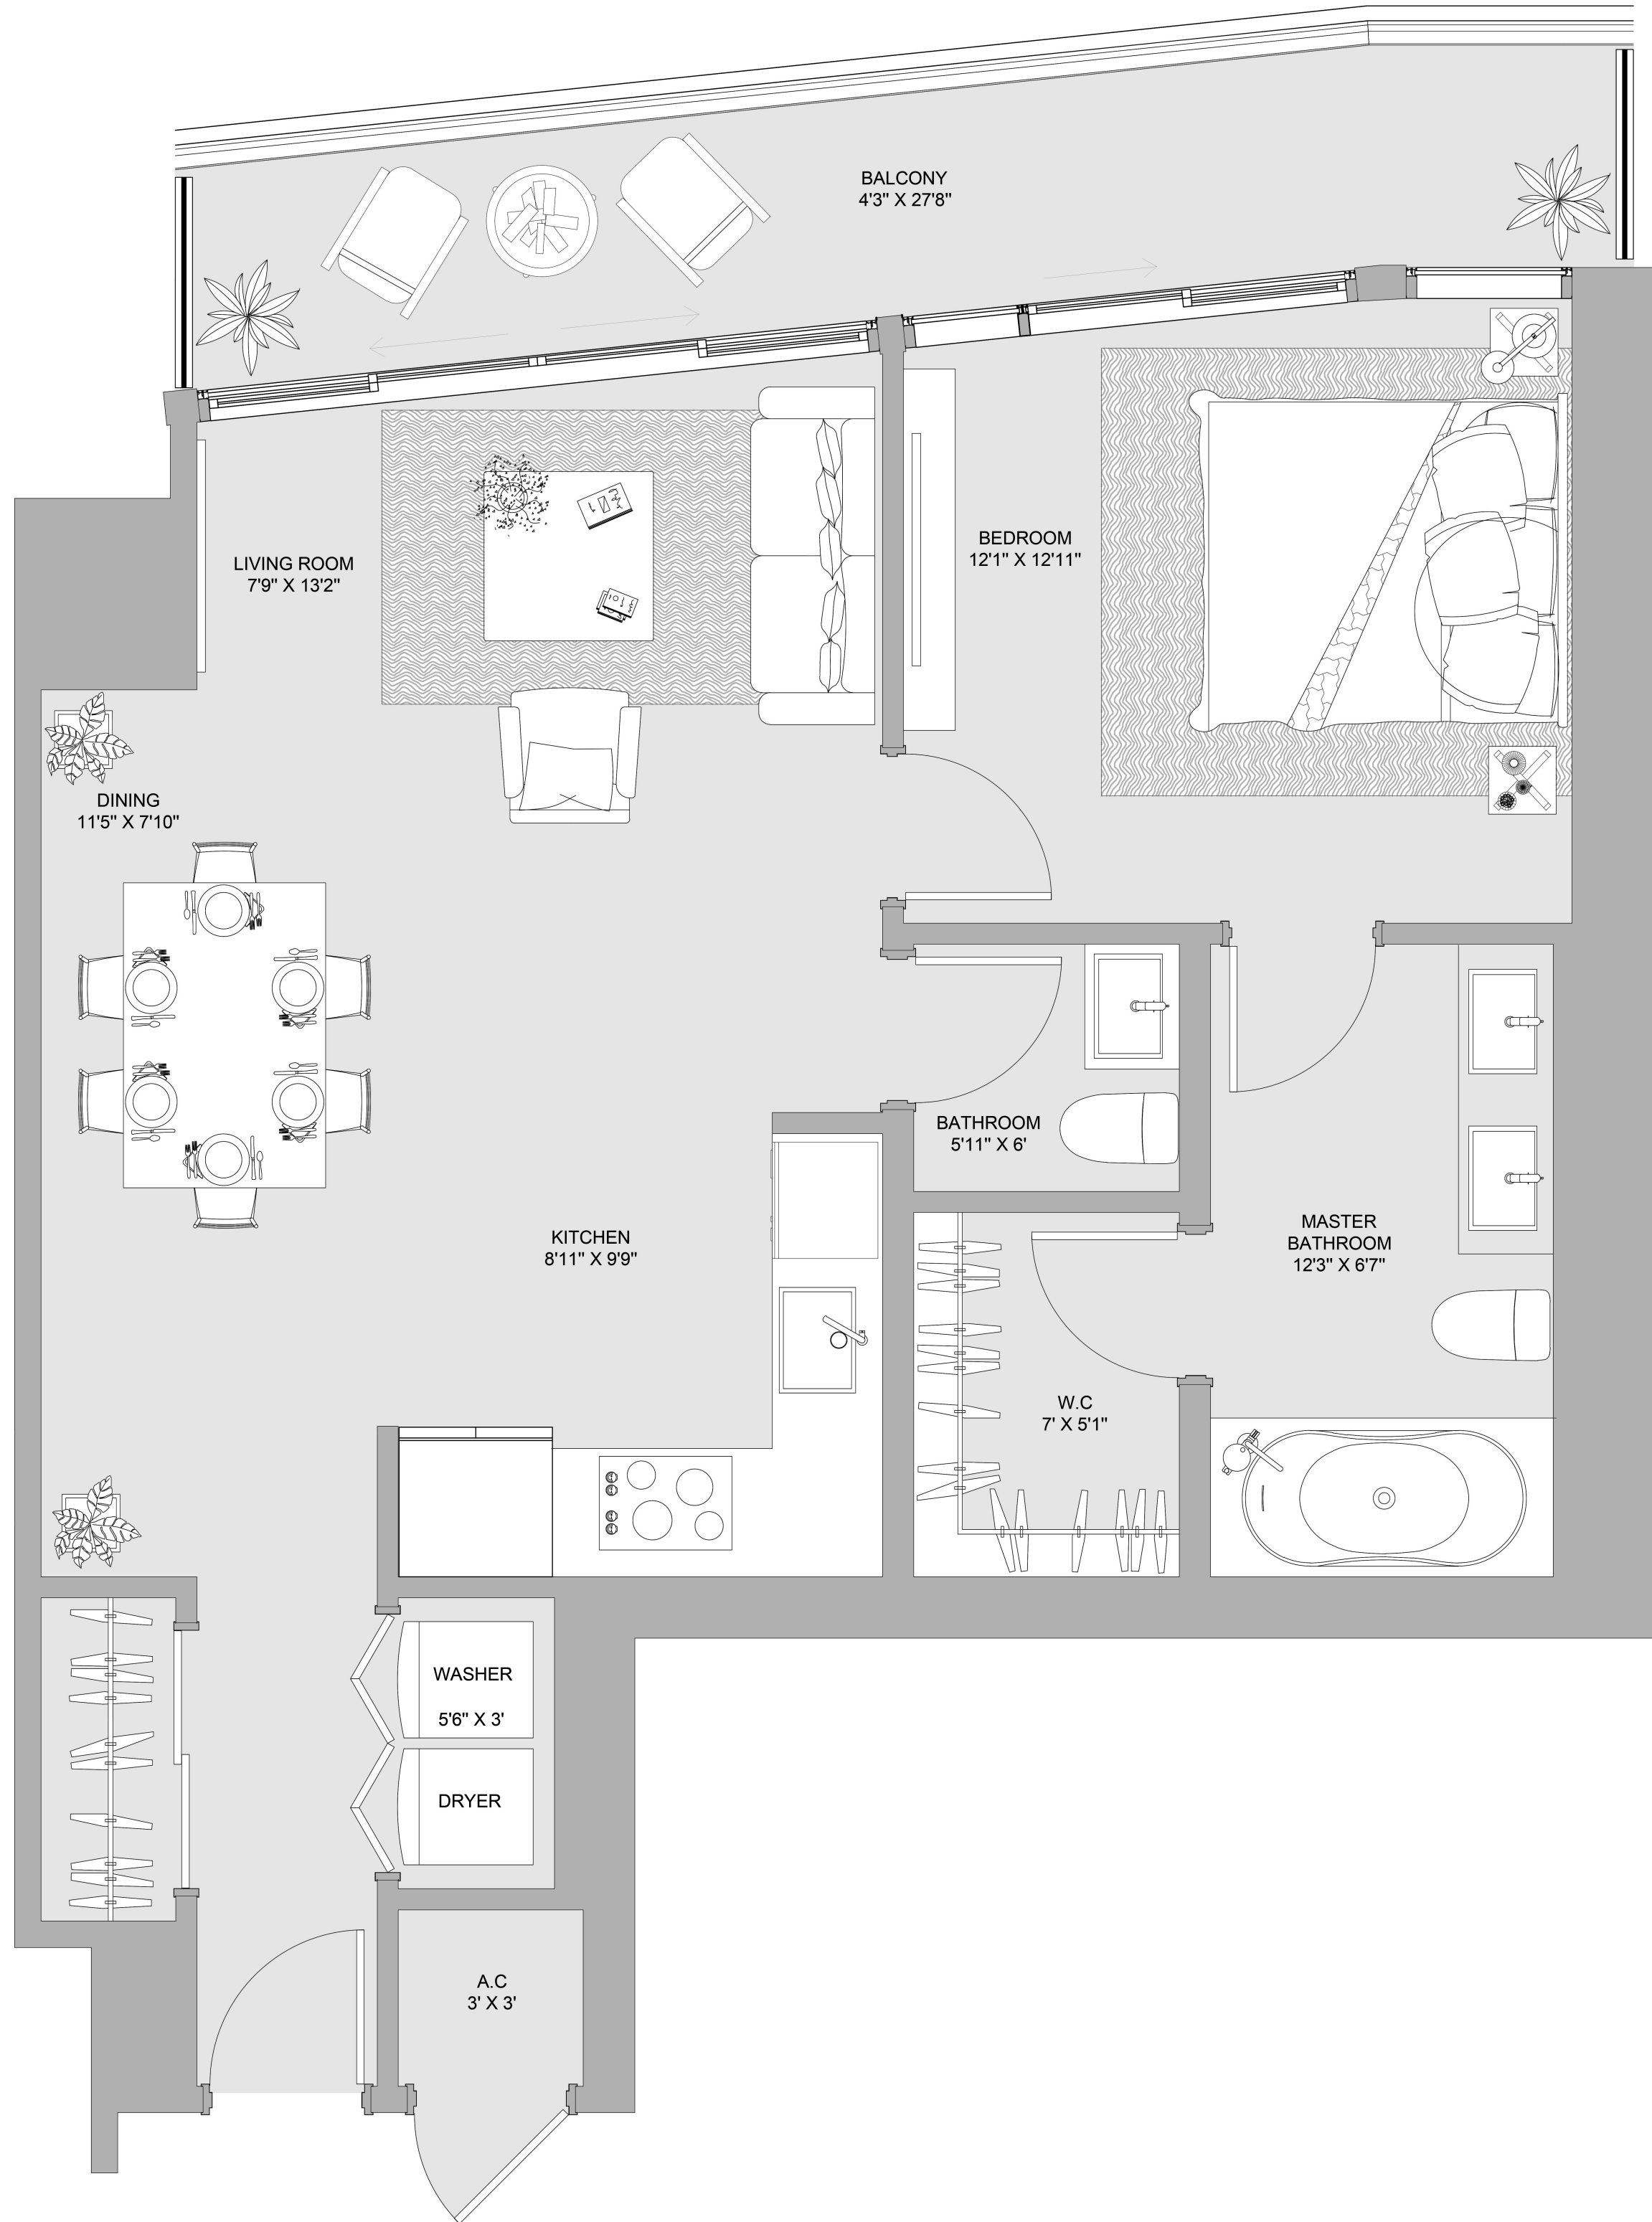 BALCONY
4'3" X 27'8"
BEDROOM
12'1" X 12'11"
LIVING ROOM
7'9" X 13'2"
DINING
11'5" X 7'10"
BATHROOM
5'11" X 6'
KITCHEN
8'11" X 9'9"
MASTER
BATHROOM
12'3" X 6'7"
W.C
7' X 5'1"
WASHER
5'6" X 3'
DRYER
A.C
3' X 3'